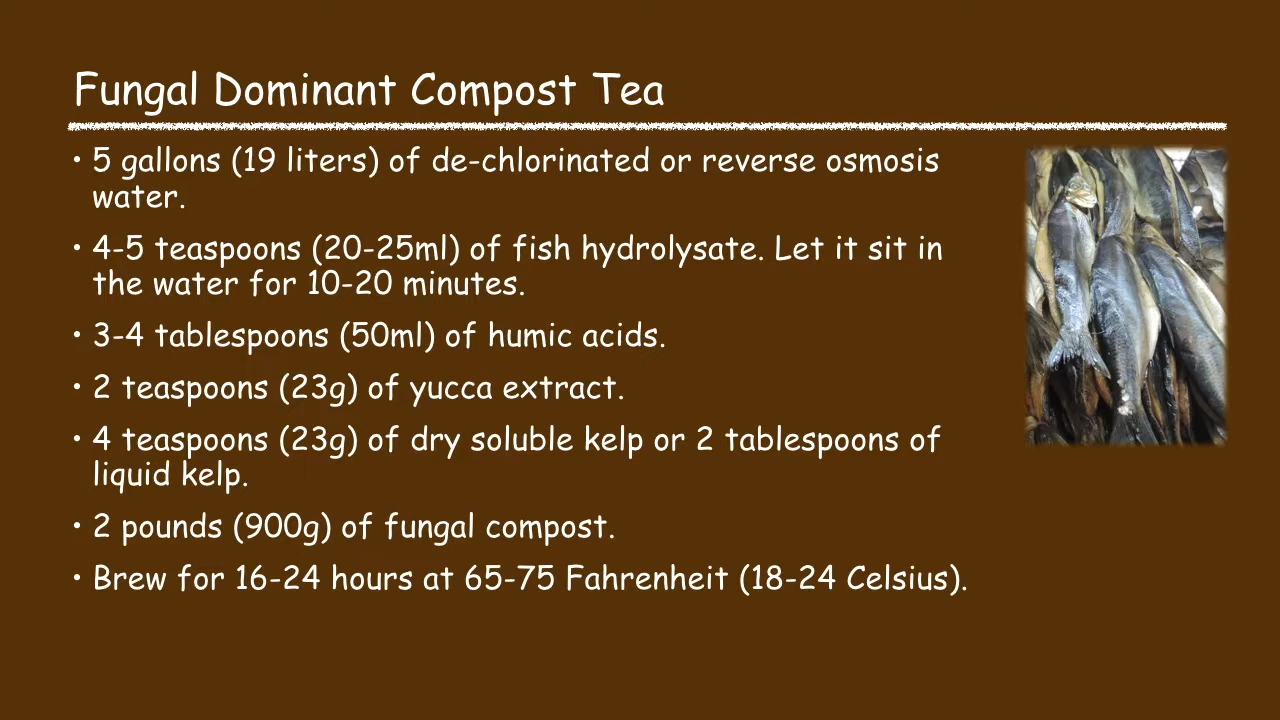 Fungal Dominant Compost Tea
• 5 gallons (19 liters) of de-chlorinated or reverse osmosis
water.
• 4-5 teaspoons (20-25ml) of fish hydrolysate. Let it sit in
the water for 10-20 minutes.
• 3-4 tablespoons (50ml) of humic acids.
• 2 teaspoons (23g) of yucca extract.
• 4 teaspoons (23g) of dry soluble kelp or 2 tablespoons of
liquid kelp.
• 2 pounds (900g) of fungal compost.
• Brew for 16-24 hours at 65-75 Fahrenheit (18-24 Celsius).